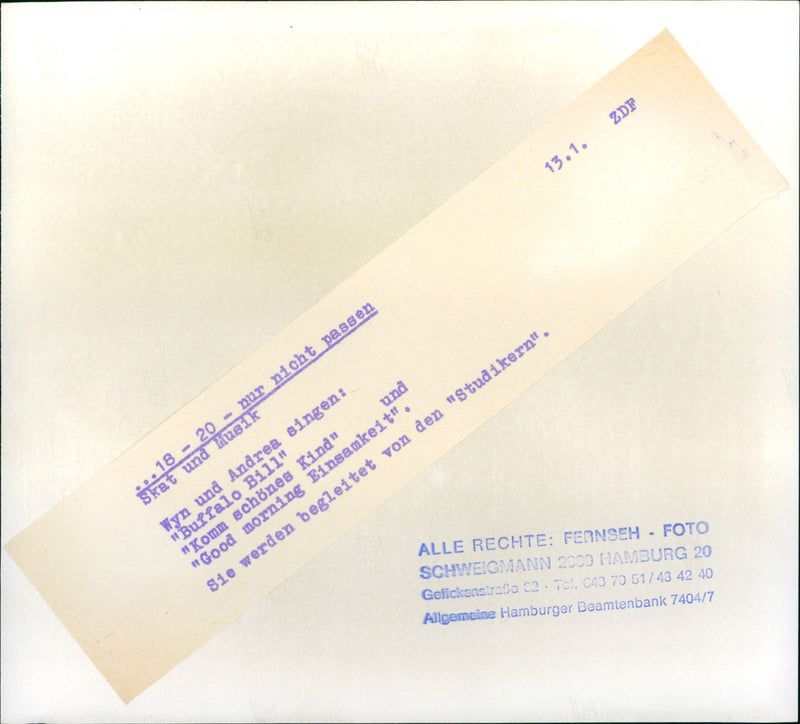 13.1. ZDF
...18 - 20 - nur nicht passen
Skat und Musik
Wyn und Andrea singen:
"Buffalo Bill"
"Komm schönes Kind" und
"Good morning Einsamkeit".
Sie werden begleitet von den "Studikern".
ALLE RECHTE: FERNSEH - FOTO
SCHWEIGMANN 2000 HAMBURG 20
Geffckenstraße 62 - Tel. 043 70 51 / 43 42 40
Allgemeine Hamburger Beamtenbank 7404/7